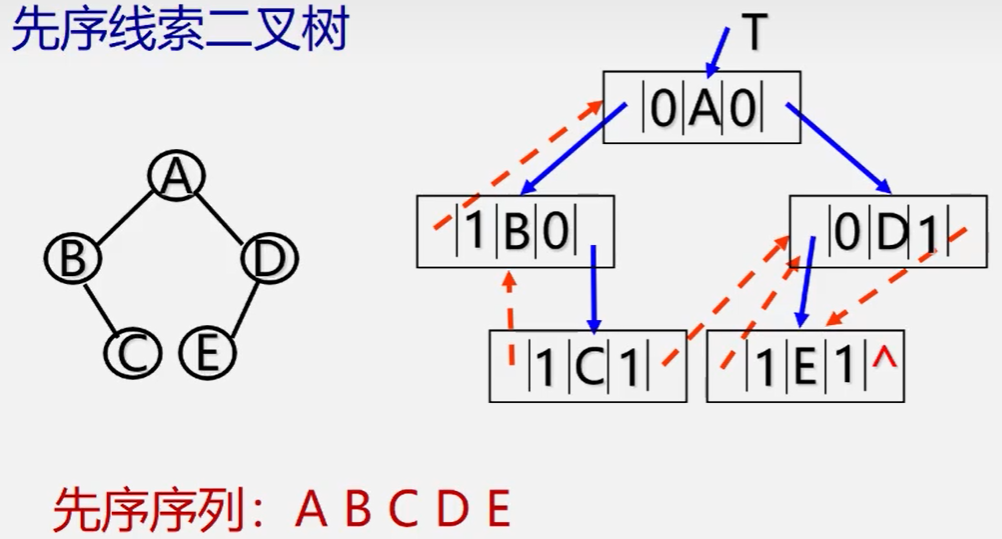 先序线索二叉树
T
0 A 0
A
1 B 0
0 D 1
B
D
C
E
1 C 1
1 E 1 ^
先序序列：A B C D E